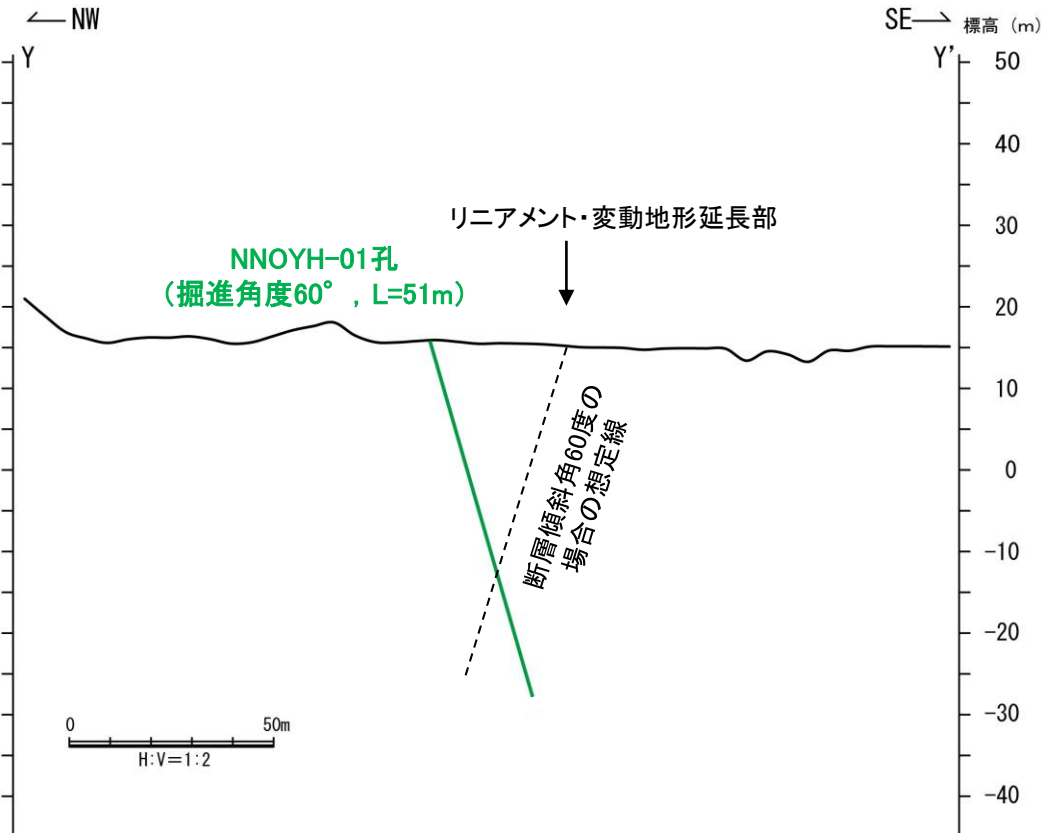 NW
SE
標高（m）
Y
Y'
50
40
30
20
10
0
-10
-20
-30
-40
リニアメント・変動地形延長部
NNOYH-01孔
（掘進角度60°，L=51m）
断層傾斜角60度の
場合の想定線
0
50m
H:V=1:2